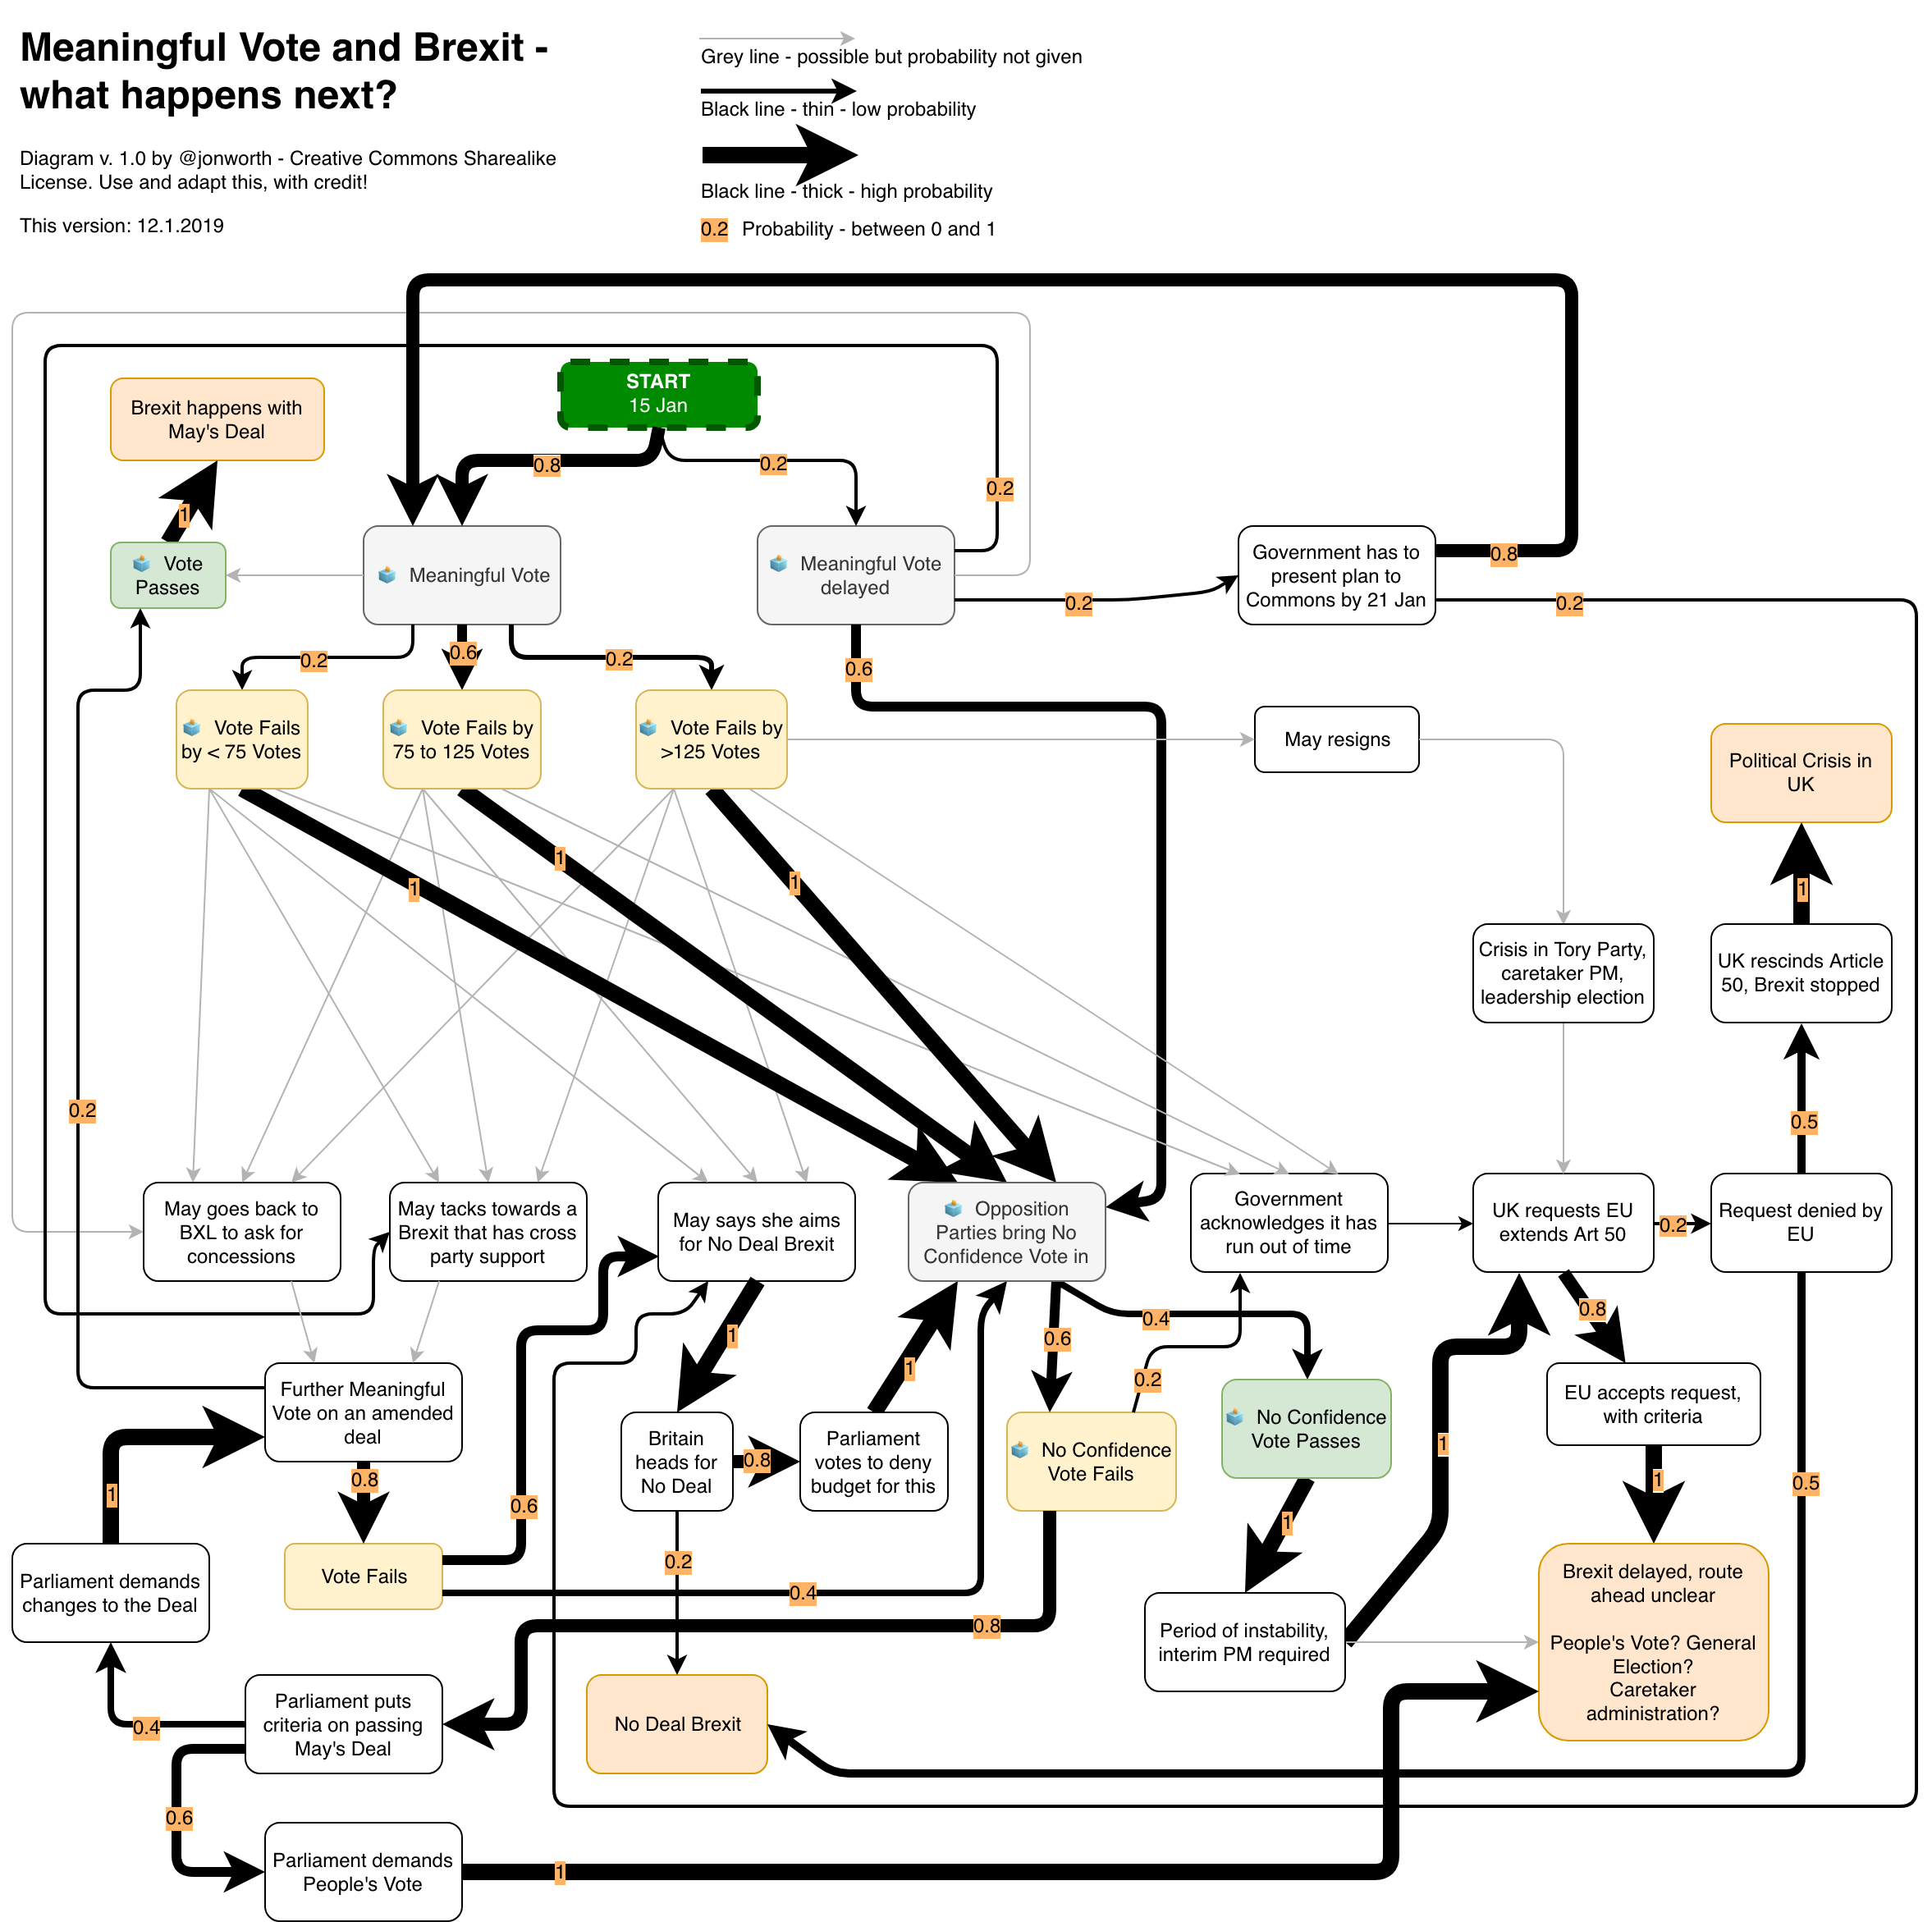 Meaningful Vote and Brexit -
what happens next?
Diagram v. 1.0 by @jonworth - Creative Commons Sharealike
License. Use and adapt this, with credit!
This version: 12.1.2019
Grey line - possible but probability not given
Black line - thin - low probability
Black line - thick - high probability
0.2 Probability - between 0 and 1
START
15 Jan
0.8
0.2
0.2
Brexit happens with
May's Deal
1
Vote
Passes
Meaningful Vote
Meaningful Vote
delayed
Government has to
present plan to
Commons by 21 Jan
0.8
0.2
0.2
0.2
0.6
0.2
0.6
Vote Fails
by < 75 Votes
Vote Fails by
75 to 125 Votes
Vote Fails by
>125 Votes
May resigns
Political Crisis in
UK
1
1
1
1
Crisis in Tory Party,
caretaker PM,
leadership election
UK rescinds Article
50, Brexit stopped
0.2
0.5
May goes back to
BXL to ask for
concessions
May tacks towards a
Brexit that has cross
party support
May says she aims
for No Deal Brexit
Opposition
Parties bring No
Confidence Vote in
Government
acknowledges it has
run out of time
UK requests EU
extends Art 50
0.2
Request denied by
EU
1
0.6
0.4
0.8
1
0.2
Further Meaningful
Vote on an amended
deal
Britain
heads for
No Deal
0.8
Parliament
votes to deny
budget for this
No Confidence
Vote Fails
No Confidence
Vote Passes
EU accepts request,
with criteria
1
0.8
1
0.6
1
1
0.5
Parliament demands
changes to the Deal
Vote Fails
0.2
0.4
0.8
Period of instability,
interim PM required
Brexit delayed, route
ahead unclear
People's Vote? General
Election?
Caretaker
administration?
Parliament puts
criteria on passing
May's Deal
0.4
No Deal Brexit
0.6
Parliament demands
People's Vote
1